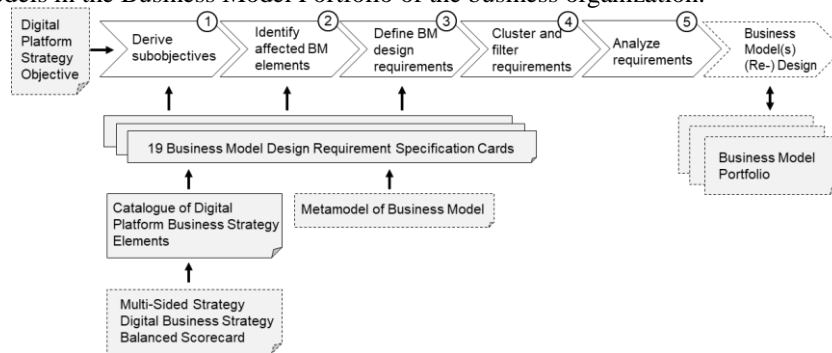 odels in the Business Model Portfolio of the business organization.
Digital
Platform
Strategy
Objective
1
Derive
subobjectives
2
Identify
affected BM
elements
3
Define BM
design
requirements
4
Cluster and
filter
requirements
5
Analyze
requirements
Business
Model(s)
(Re-) Design
19 Business Model Design Requirement Specification Cards
Business Model
Portfolio
Catalogue of Digital
Platform Business Strategy
Elements
Metamodel of Business Model
Multi-Sided Strategy
Digital Business Strategy
Balanced Scorecard